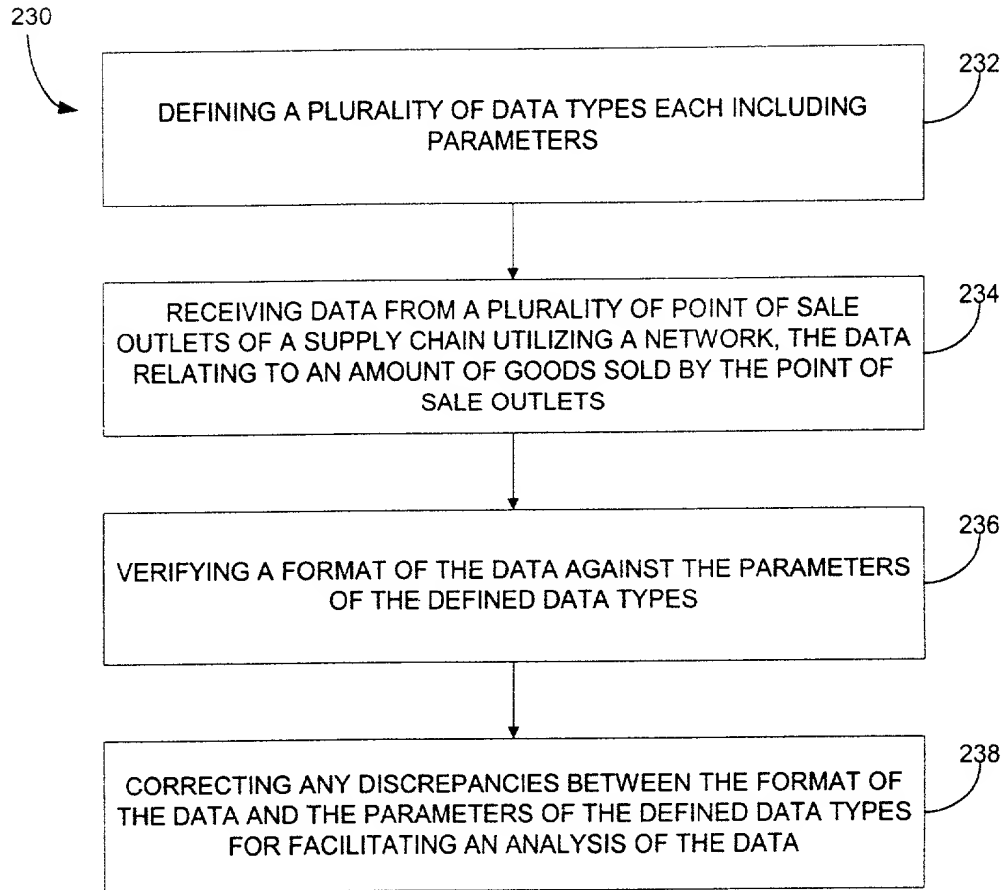 230
232
DEFINING A PLURALITY OF DATA TYPES EACH INCLUDING
PARAMETERS
234
RECEIVING DATA FROM A PLURALITY OF POINT OF SALE
OUTLETS OF A SUPPLY CHAIN UTILIZING A NETWORK, THE DATA
RELATING TO AN AMOUNT OF GOODS SOLD BY THE POINT OF
SALE OUTLETS
236
VERIFYING A FORMAT OF THE DATA AGAINST THE PARAMETERS
OF THE DEFINED DATA TYPES
238
CORRECTING ANY DISCREPANCIES BETWEEN THE FORMAT OF
THE DATA AND THE PARAMETERS OF THE DEFINED DATA TYPES
FOR FACILITATING AN ANALYSIS OF THE DATA